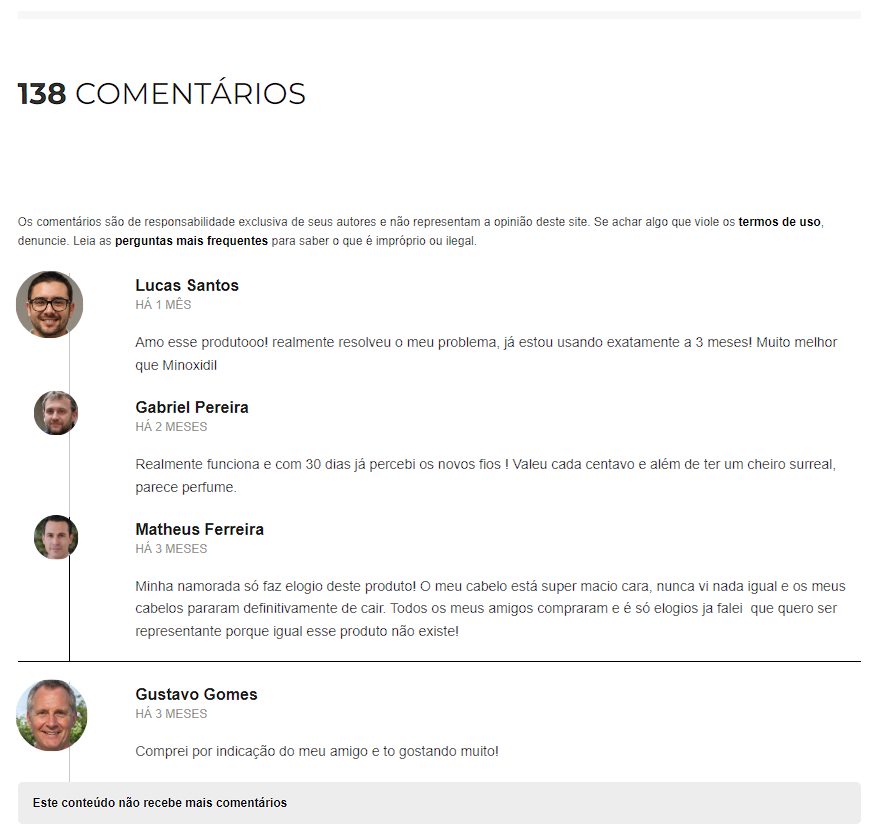 138 COMENTÁRIOS
Os comentários são de responsabilidade exclusiva de seus autores e não representam a opinião deste site. Se achar algo que viole os termos de uso,
denuncie. Leia as perguntas mais frequentes para saber o que é impróprio ou ilegal.
Lucas Santos
HÁ 1 MÊS
Amo esse produtooo! realmente resolveu o meu problema, já estou usando exatamente a 3 meses! Muito melhor
que Minoxidil
Gabriel Pereira
HÁ 2 MESES
Realmente funciona e com 30 dias já percebi os novos fios ! Valeu cada centavo e além de ter um cheiro surreal,
parece perfume.
Matheus Ferreira
HÁ 3 MESES
Minha namorada só faz elogio deste produto! O meu cabelo está super macio cara, nunca vi nada igual e os meus
cabelos pararam definitivamente de cair. Todos os meus amigos compraram e é só elogios ja falei  que quero ser
representante porque igual esse produto não existe!
Gustavo Gomes
HÁ 3 MESES
Comprei por indicação do meu amigo e to gostando muito!
Este conteúdo não recebe mais comentários